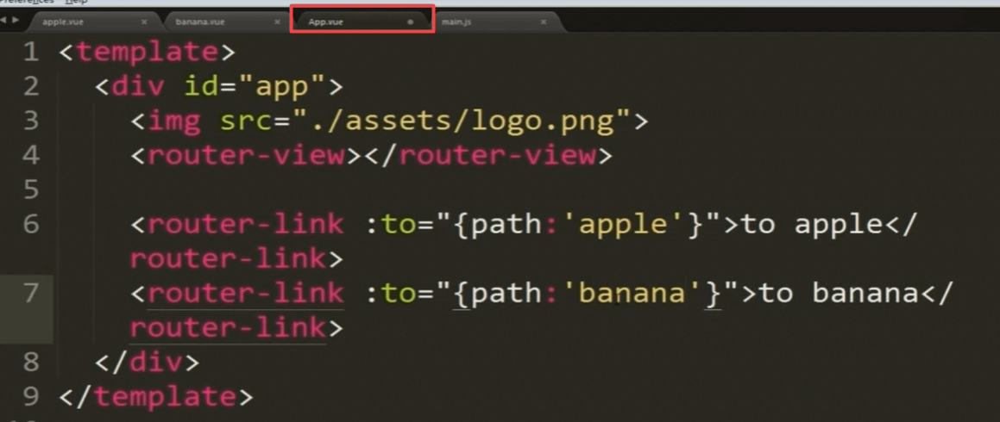 Preferences Help
apple.vue × banana.vue × App.vue main.js ×
1 <template>
2 <div id="app">
3 <img src="./assets/logo.png">
4 <router-view></router-view>
5
6 <router-link :to="{path:'apple'}">to apple</
router-link>
7 <router-link :to="{path:'banana'}">to banana</
router-link>
8 </div>
9 </template>